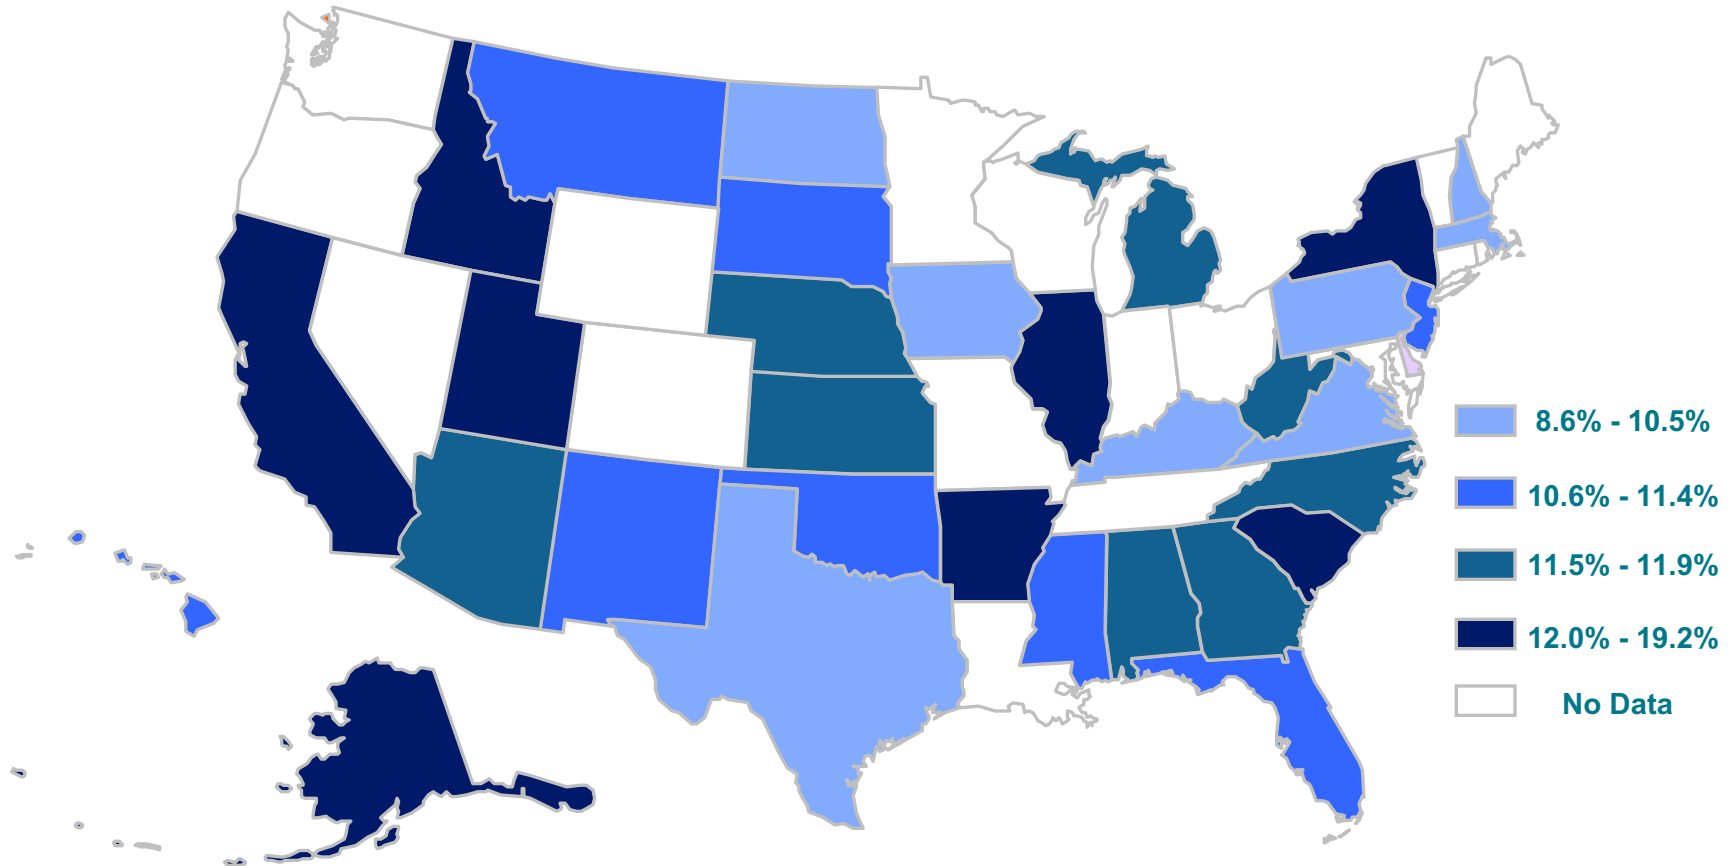 8.6% - 10.5%
10.6% - 11.4%
11.5% - 11.9%
12.0% - 19.2%
No Data